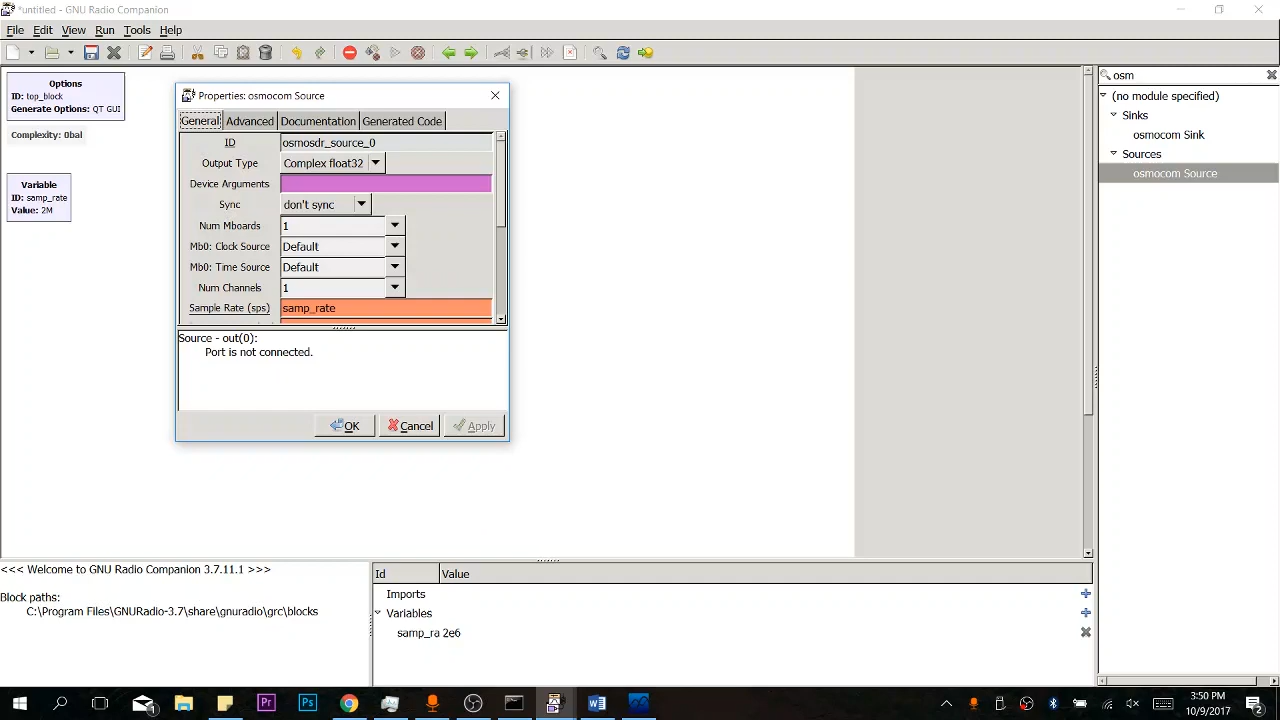 *untitled - GNU Radio Companion
File Edit View Run Tools Help
Options
ID: top_block
Generate Options: QT GUI
Complexity: 0bal
Variable
ID: samp_rate
Value: 2M
Properties: osmocom Source
General Advanced Documentation Generated Code
ID osmosdr_source_0
Output Type Complex float32
Device Arguments
Sync don't sync
Num Mboards 1
Mb0: Clock Source Default
Mb0: Time Source Default
Num Channels 1
Sample Rate (sps) samp_rate
Source - out(0):
Port is not connected.
OK Cancel Apply
osm
(no module specified)
Sinks
osmocom Sink
Sources
osmocom Source
<<< Welcome to GNU Radio Companion 3.7.11.1 >>>
Block paths:
C:\Program Files\GNURadio-3.7\share\gnuradio\grc\blocks
Id Value
Imports
Variables
samp_ra 2e6
Pr Ps
3:50 PM
10/9/2017
2